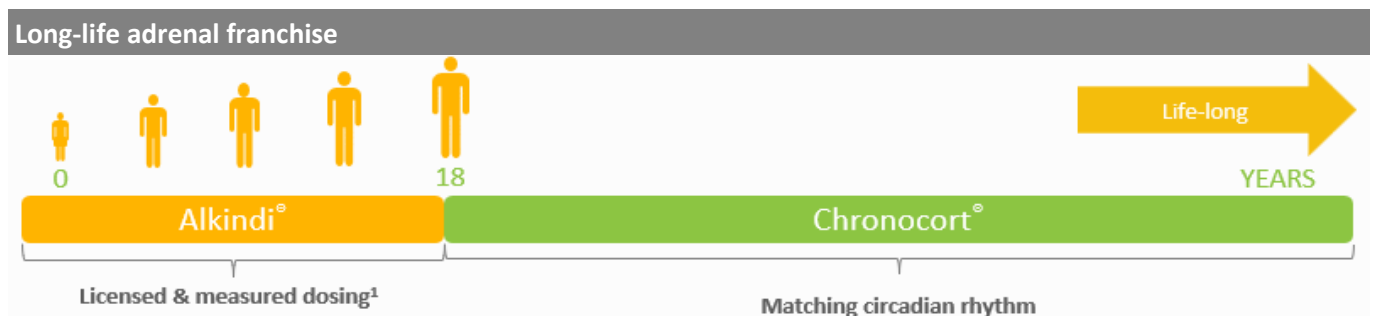 Long-life adrenal franchise
Life-long
0 18 YEARS
Alkindi® Chronocort®
Licensed & measured dosing¹
Matching circadian rhythm